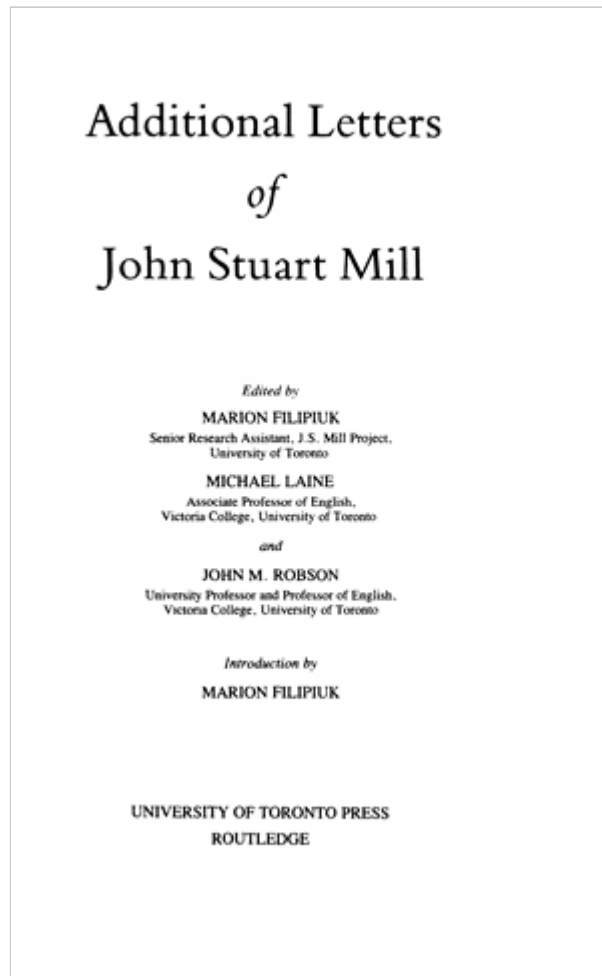 Additional Letters
of
John Stuart Mill
Edited by
MARION FILIPIUK
Senior Research Assistant, J.S. Mill Project,
University of Toronto
MICHAEL LAINE
Associate Professor of English,
Victoria College, University of Toronto
and
JOHN M. ROBSON
University Professor and Professor of English,
Victoria College, University of Toronto
Introduction by
MARION FILIPIUK
UNIVERSITY OF TORONTO PRESS
ROUTLEDGE